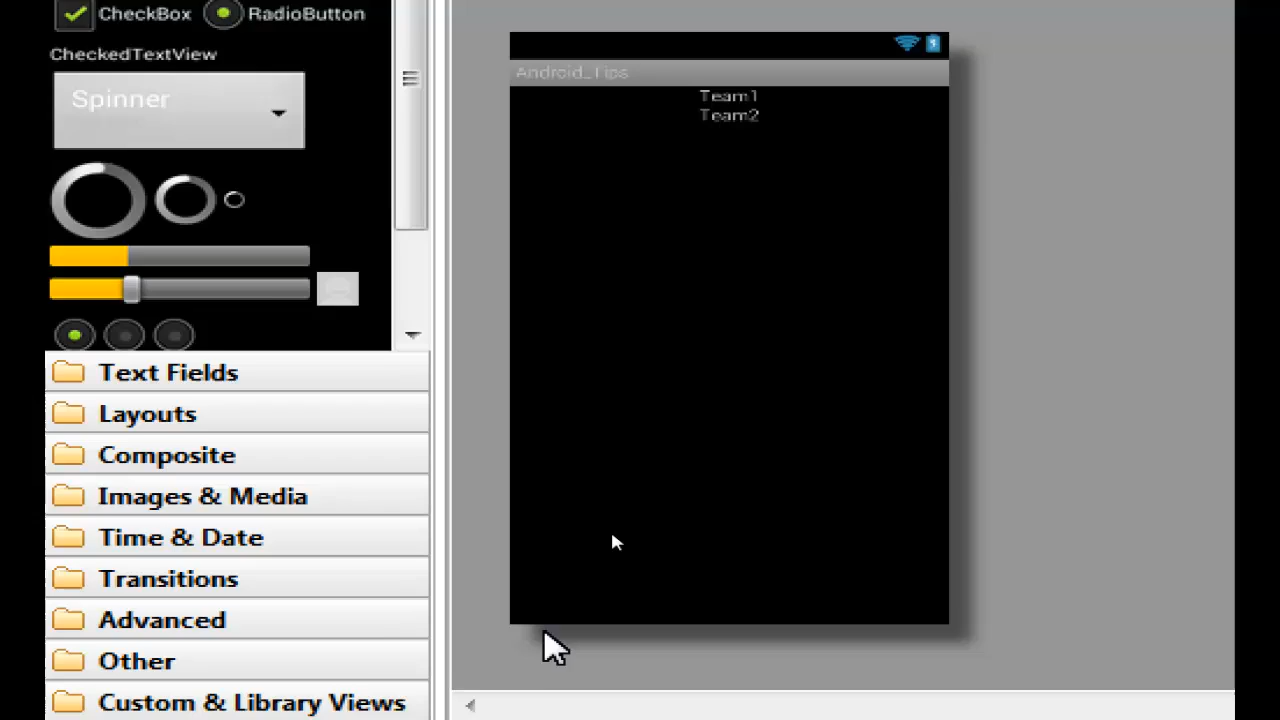 CheckBox
RadioButton
CheckedTextView
Spinner
Text Fields
Layouts
Composite
Images & Media
Time & Date
Transitions
Advanced
Other
Custom & Library Views
Android_Tips
Team1
Team2